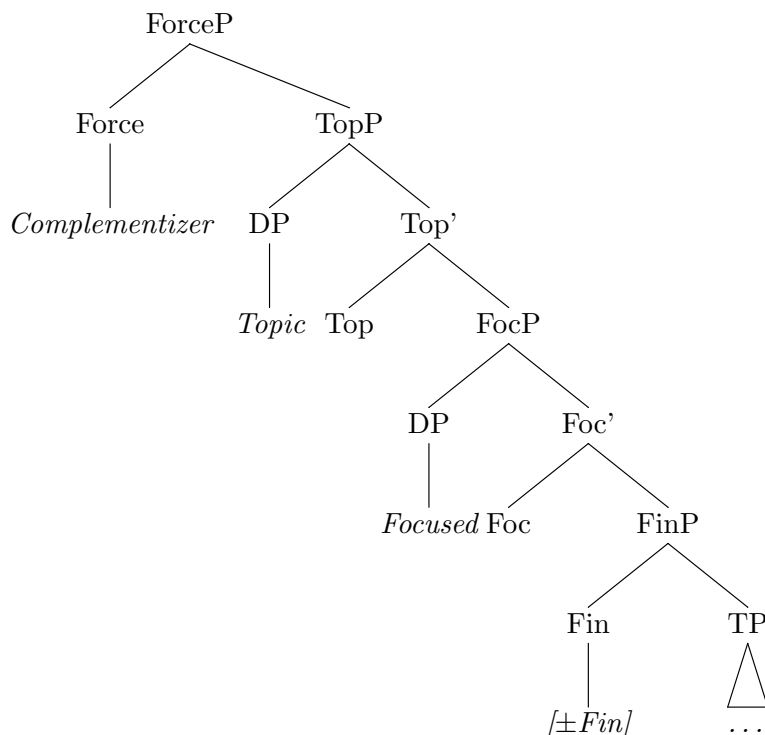 ForceP
Force TopP
Complementizer DP Top'
Topic Top FocP
DP Foc'
Focused Foc FinP
Fin TP
[±Fin] ...